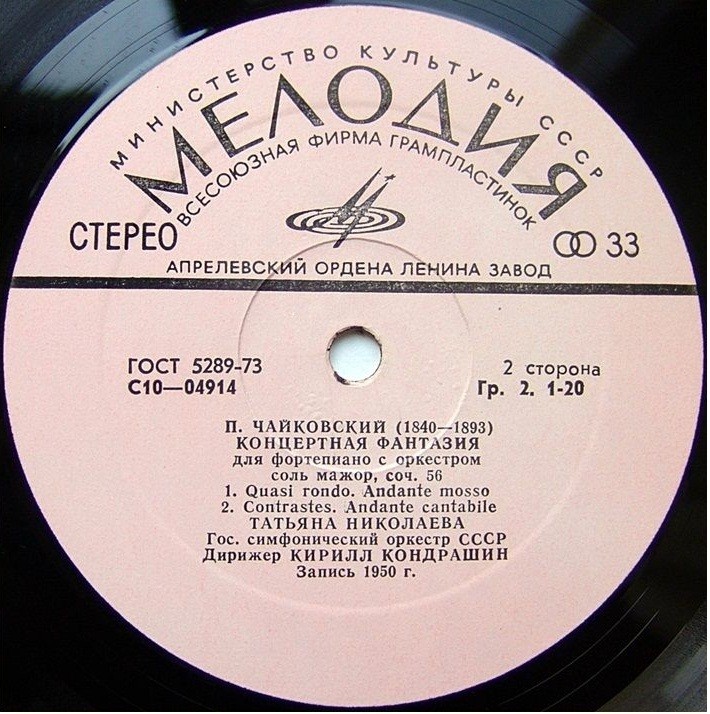 МИНИСТЕРСТВО КУЛЬТУРЫ СССР
МЕЛОДИЯ
ВСЕСОЮЗНАЯ ФИРМА ГРАМПЛАСТИНОК
СТЕРЕО
33
АПРЕЛЕВСКИЙ ОРДЕНА ЛЕНИНА ЗАВОД
ГОСТ 5289-73
2 сторона
С10—04914
Гр. 2. 1-20
П. ЧАЙКОВСКИЙ (1840—1893)
КОНЦЕРТНАЯ ФАНТАЗИЯ
для фортепиано с оркестром
соль мажор, соч. 56
1. Quasi rondo. Andante mosso
2. Contrastes. Andante cantabile
ТАТЬЯНА НИКОЛАЕВА
Гос. симфонический оркестр СССР
Дирижер КИРИЛЛ КОНДРАШИН
Запись 1950 г.